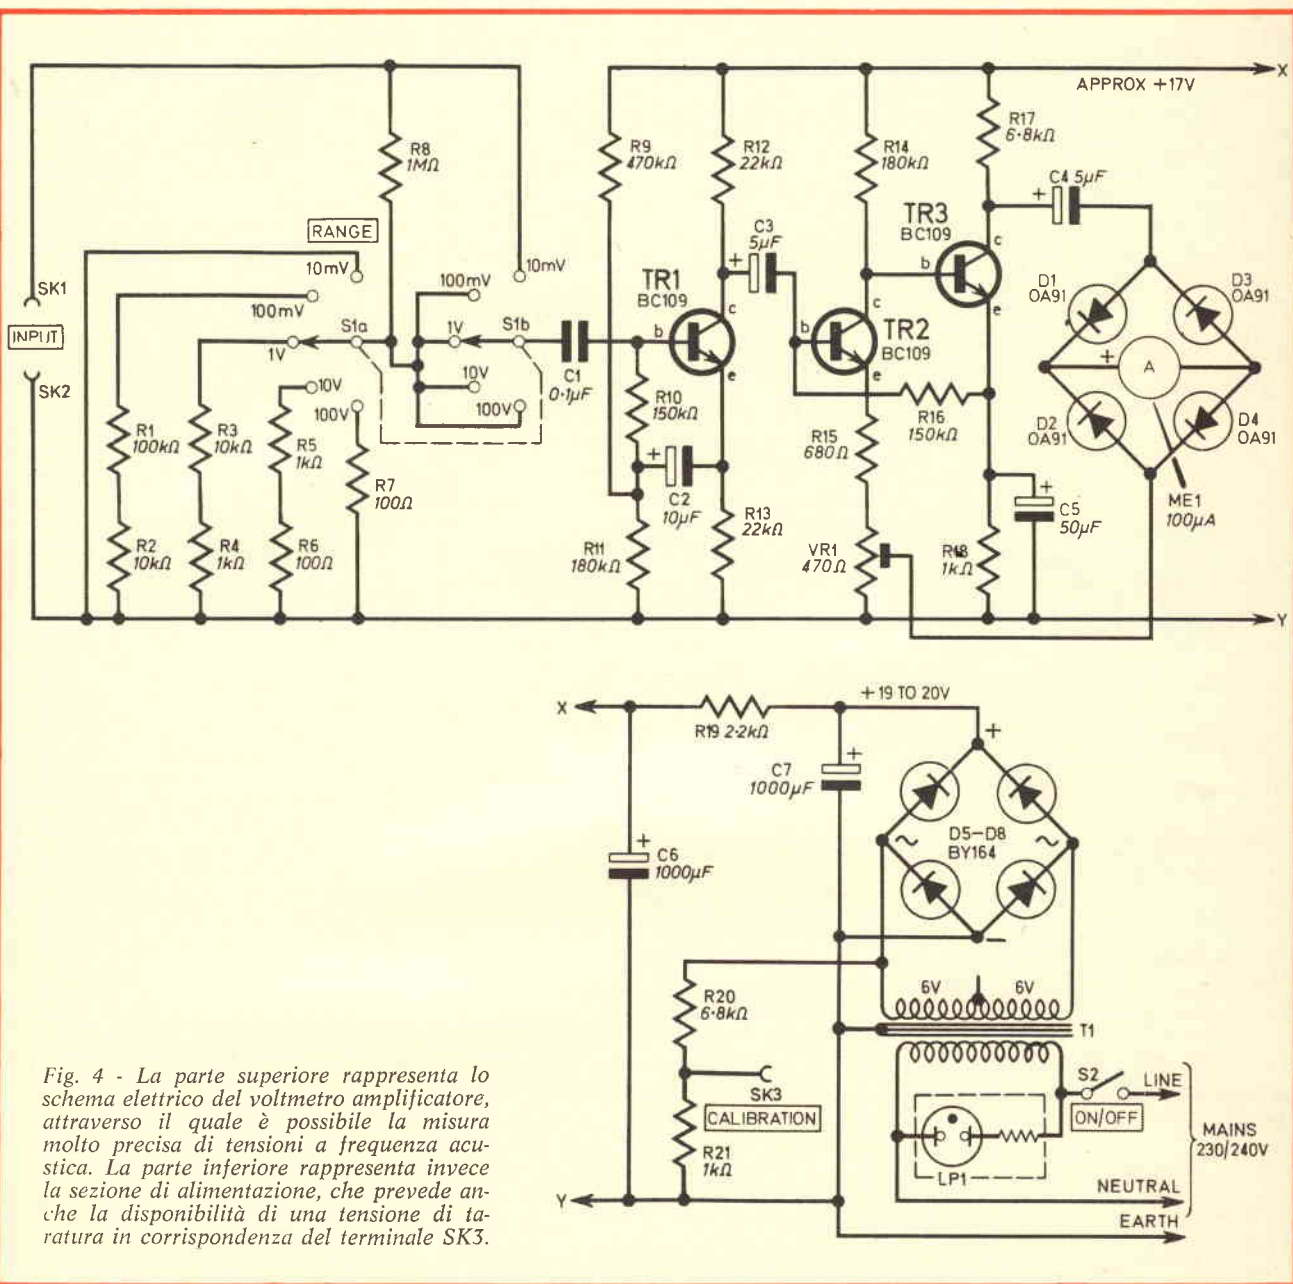 X
APPROX +17V
R17
6·8kΩ
R8
1MΩ
R9
470kΩ
R12
22kΩ
R14
180kΩ
C4 5μF
+
TR3
BC109
RANGE
C3
5μF
+
10mV
10mV
100mV
100mV
TR1
BC109
b
c
e
b
c
e
b
c
e
D1
OA91
D3
OA91
SK1
INPUT
SK2
S1a
1V
1V
S1b
TR2
BC109
+
A
C1
0·1μF
10V
10V
100V
100V
R10
150kΩ
R16
150kΩ
D2
OA91
D4
OA91
R1
100kΩ
R3
10kΩ
R5
1kΩ
R7
100Ω
R15
680Ω
+
C2
10μF
+
C5
50μF
ME1
100μA
R13
22kΩ
R2
10kΩ
R4
1kΩ
R6
100Ω
R11
180kΩ
VR1
470Ω
R18
1kΩ
Y
X
+19 TO 20V
R19 2·2kΩ
+
C7
1000μF
+
D5–D8
BY164
~
~
+
C6
1000μF
–
6V
6V
R20
6·8kΩ
T1
SK3
CALIBRATION
S2
LINE
ON/OFF
MAINS
230/240V
R21
1kΩ
LP1
NEUTRAL
Y
EARTH
Fig. 4 - La parte superiore rappresenta lo
schema elettrico del voltmetro amplificatore,
attraverso il quale è possibile la misura
molto precisa di tensioni a frequenza acu-
stica. La parte inferiore rappresenta invece
la sezione di alimentazione, che prevede an-
che la disponibilità di una tensione di ta-
ratura in corrispondenza del terminale SK3.